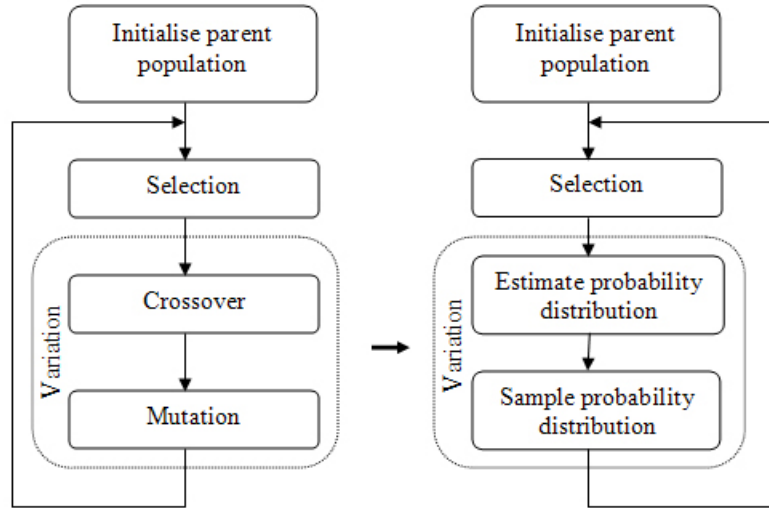 Initialise parent
population
Selection
Variation
Crossover
Mutation
Initialise parent
population
Selection
Variation
Estimate probability
distribution
Sample probability
distribution